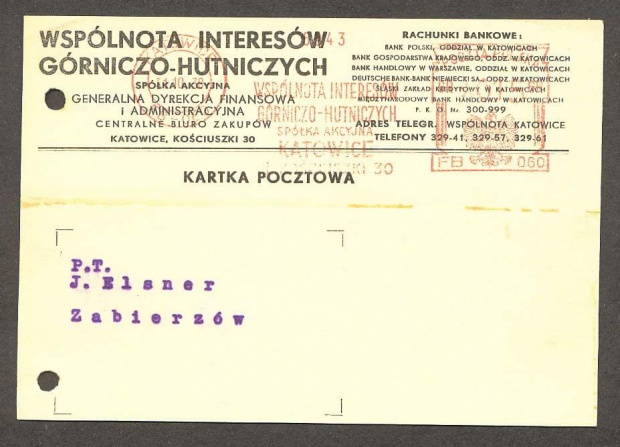 WSPÓLNOTA INTERESÓW
GÓRNICZO-HUTNICZYCH
SPÓŁKA AKCYJNA
GENERALNA DYREKCJA FINANSOWA
i ADMINISTRACYJNA
CENTRALNE BIURO ZAKUPÓW
KATOWICE, KOŚCIUSZKI 30
RACHUNKI BANKOWE:
BANK POLSKI, ODDZIAŁ W KATOWICACH
BANK GOSPODARSTWA KRAJOWEGO, ODDZ. W KATOWICACH
BANK HANDLOWY W WARSZAWIE, ODDZIAŁ W KATOWICACH
DEUTSCHE BANK-BANK NIEMIECKI SA., ODDZ. W KATOWICACH
ŚLĄSKI ZAKŁAD KREDYTOWY W KATOWICACH
MIĘDZYNARODOWY BANK HANDLOWY W KATOWICACH
P. K. O. Nr. 300-999
ADRES TELEGR. WSPÓLNOTA KATOWICE
TELEFONY 329-41, 329-57, 329-61
WSPÓLNOTA INTERESÓW
GÓRNICZO-HUTNICZYCH
SPÓŁKA AKCYJNA
KATOWICE
30
PB 060
KARTKA POCZTOWA
P.T.
J. Elsner
Zabierzów